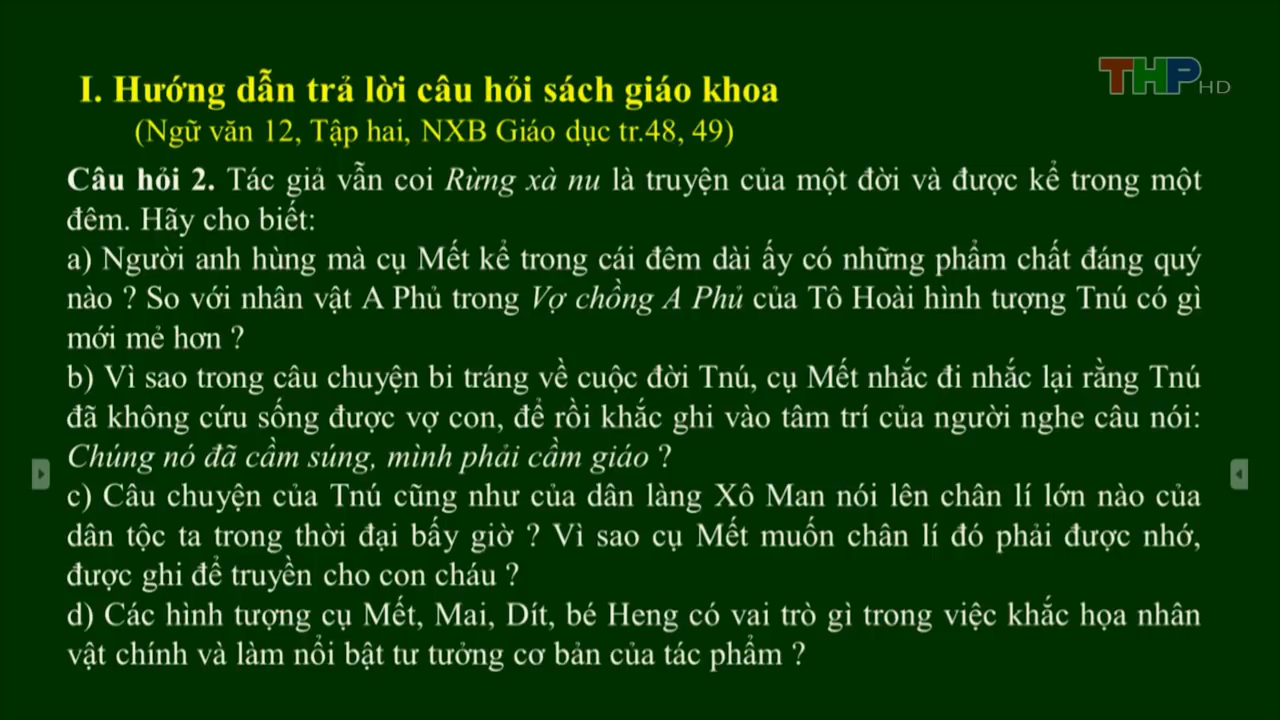 I. Hướng dẫn trả lời câu hỏi sách giáo khoa
THP HD
(Ngữ văn 12, Tập hai, NXB Giáo dục tr.48, 49)
Câu hỏi 2. Tác giả vẫn coi Rừng xà nu là truyện của một đời và được kể trong một
đêm. Hãy cho biết:
a) Người anh hùng mà cụ Mết kể trong cái đêm dài ấy có những phẩm chất đáng quý
nào ? So với nhân vật A Phủ trong Vợ chồng A Phủ của Tô Hoài hình tượng Tnú có gì
mới mẻ hơn ?
b) Vì sao trong câu chuyện bi tráng về cuộc đời Tnú, cụ Mết nhắc đi nhắc lại rằng Tnú
đã không cứu sống được vợ con, để rồi khắc ghi vào tâm trí của người nghe câu nói:
Chúng nó đã cầm súng, mình phải cầm giáo ?
c) Câu chuyện của Tnú cũng như của dân làng Xô Man nói lên chân lí lớn nào của
dân tộc ta trong thời đại bấy giờ ? Vì sao cụ Mết muốn chân lí đó phải được nhớ,
được ghi để truyền cho con cháu ?
d) Các hình tượng cụ Mết, Mai, Dít, bé Heng có vai trò gì trong việc khắc họa nhân
vật chính và làm nổi bật tư tưởng cơ bản của tác phẩm ?